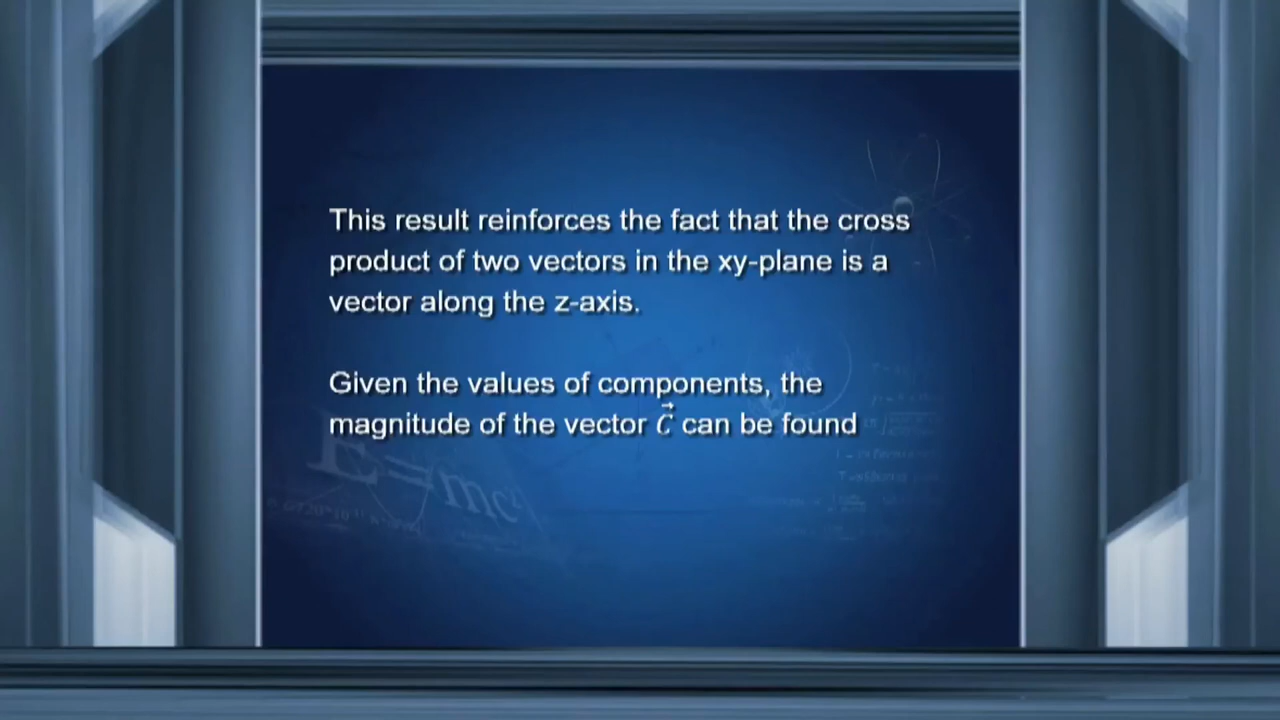 This result reinforces the fact that the cross
product of two vectors in the xy-plane is a
vector along the z-axis.
Given the values of components, the
magnitude of the vector C⃗ can be found
E=mc²